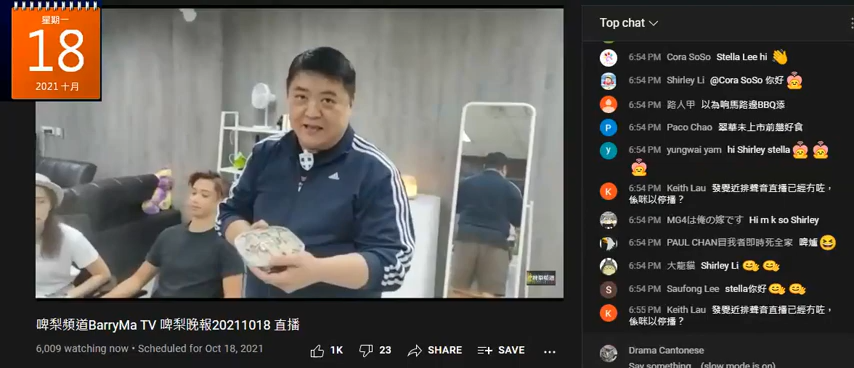 星期一
18
2021 十月
adidas
啤梨頻道
啤梨頻道BarryMa TV 啤梨晚報20211018 直播
6,009 watching now • Scheduled for Oct 18, 2021
1K
23
SHARE
SAVE
Top chat
6:54 PM Cora SoSo Stella Lee hi
6:54 PM Shirley Li @Cora SoSo 你好
6:54 PM 路人甲 以為响馬路邊BBQ添
6:54 PM Paco Chao 翠華未上市前最好食
6:54 PM yungwai yam hi Shirley stella
6:54 PM Keith Lau 發覺近排聲音直播已經冇咗，
係咪以停播？
6:54 PM MG4は俺の嫁です Hi m k so Shirley
6:54 PM PAUL CHAN目我者即時死全家 啤爐
6:54 PM 大龍貓 Shirley Li
6:54 PM Saufong Lee stella你好
6:55 PM Keith Lau 發覺近排聲音直播已經冇咗，
係咪以停播？
Drama Cantonese
Say something... (slow mode is on)